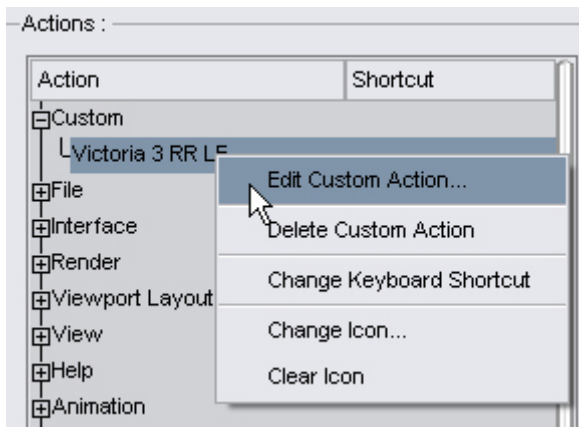 Actions :
Action Shortcut
Custom
Victoria 3 RR LE
Edit Custom Action...
File
Interface
Delete Custom Action
Render
Change Keyboard Shortcut
Viewport Layout
View
Change Icon...
Help
Clear Icon
Animation